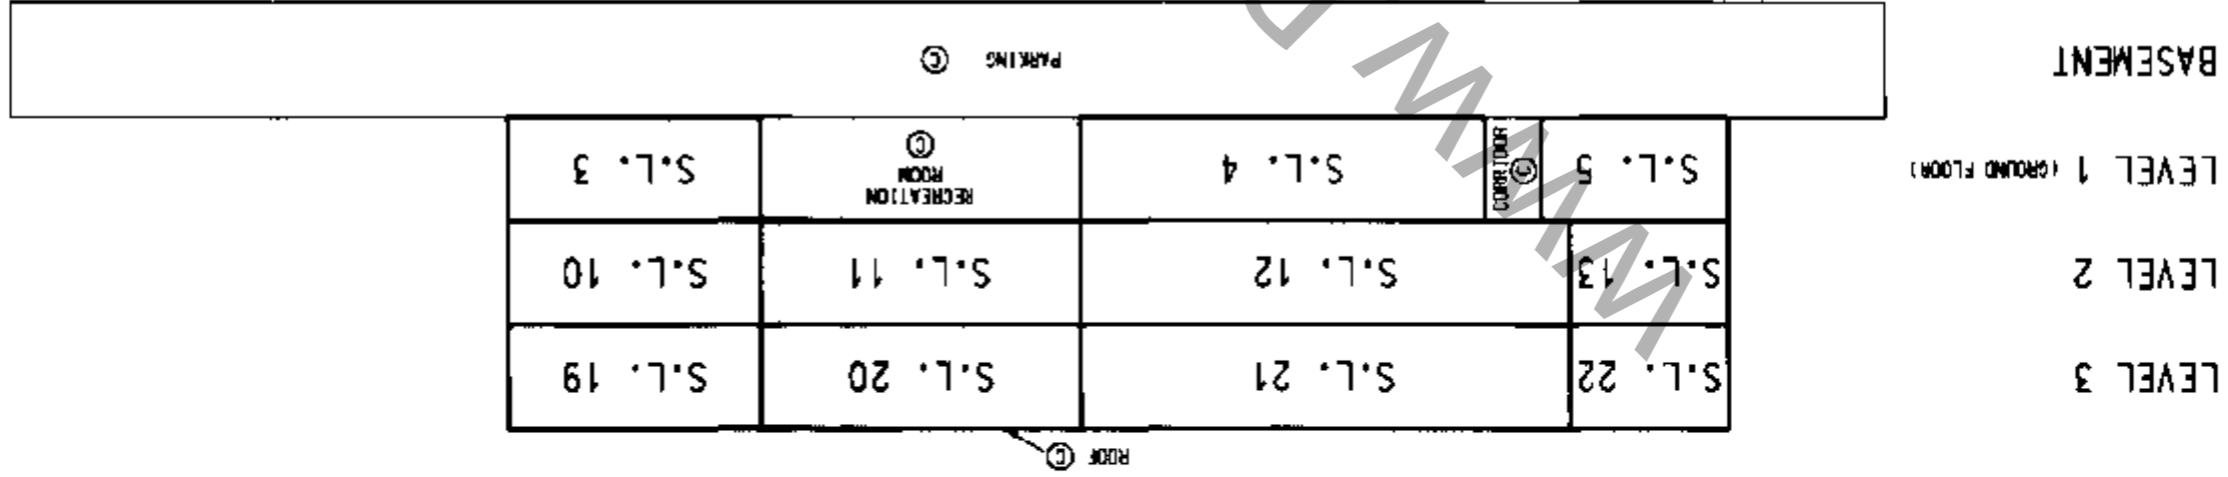 ROOF C
LEVEL 3
S.L. 22
S.L. 21
S.L. 20
S.L. 19
LEVEL 2
S.L. 13
S.L. 12
S.L. 11
S.L. 10
LEVEL 1 (GROUND FLOOR)
S.L. 5
CORRIDOR C
S.L. 4
RECREATION
ROOM
C
S.L. 3
BASEMENT
PARKING C
WWW